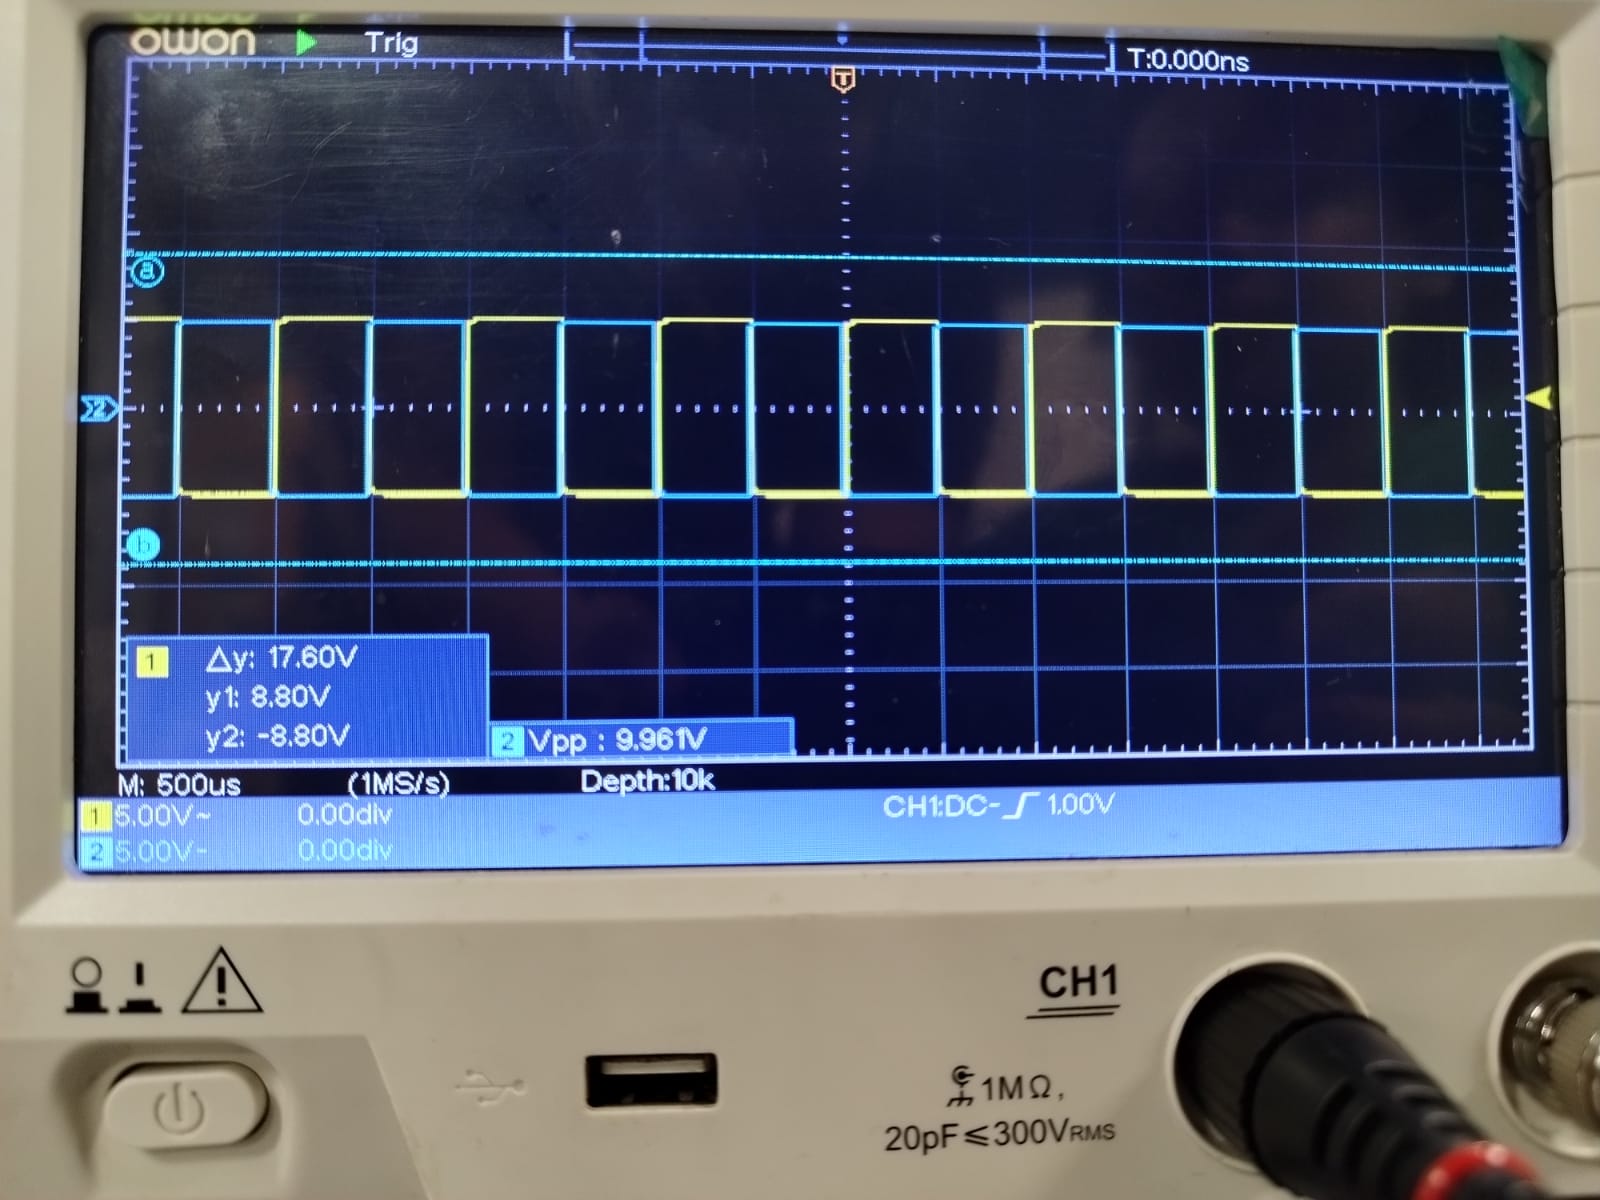 owon Trig T:0.000ns
T
a
2
b
1 Δy: 17.60V
y1: 8.80V
y2: -8.80V
2 Vpp : 9.961V
M: 500us (1MS/s) Depth:10k
1 5.00V~ 0.00div CH1:DC- 1.00V
2 5.00V- 0.00div
CH1
1MΩ,
20pF≤300VRMS